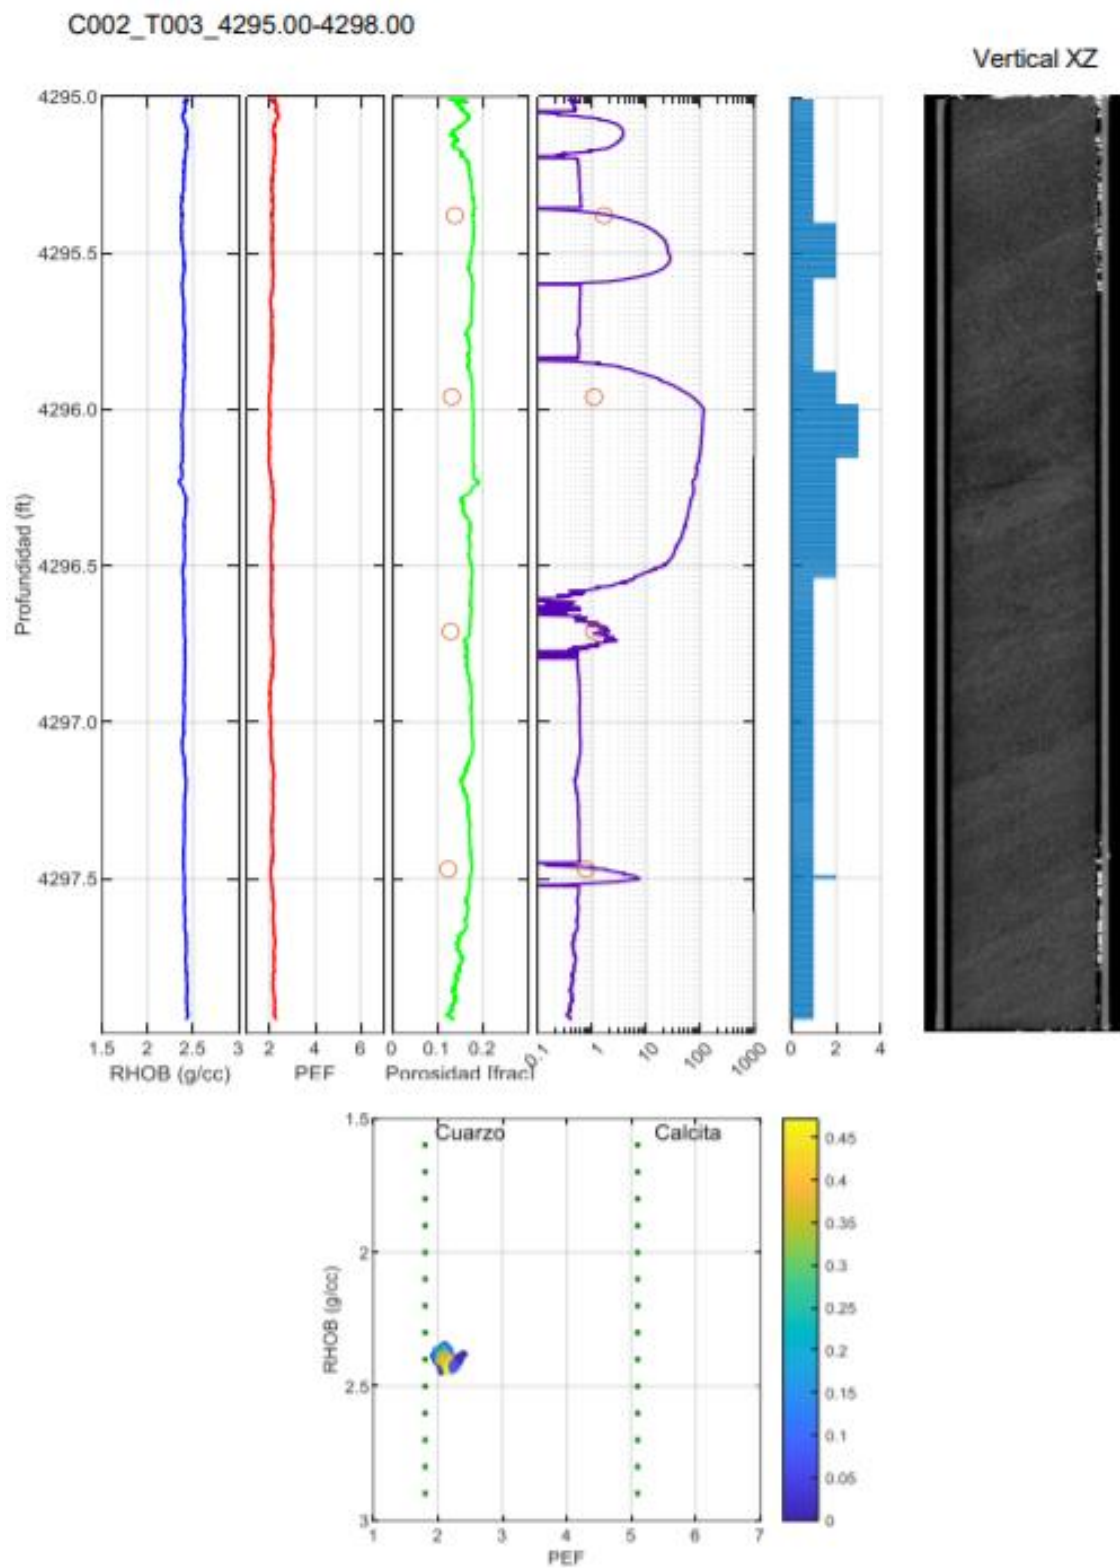 C002_T003_4295.00-4298.00
Vertical XZ
4295.0
4295.5
4296.0
4296.5
4297.0
4297.5
Profundidad (ft)
1.5 2 2.5 3 2 4 6 0 0.1 0.2 0.1 1 10 100 1000 0 2 4
RHOB (g/cc) PEF Porosidad [frac]
Cuarzo Calcita
1.5
2
2.5
3
RHOB (g/cc)
1 2 3 4 5 6 7
PEF
0.45
0.4
0.35
0.3
0.25
0.2
0.15
0.1
0.05
0